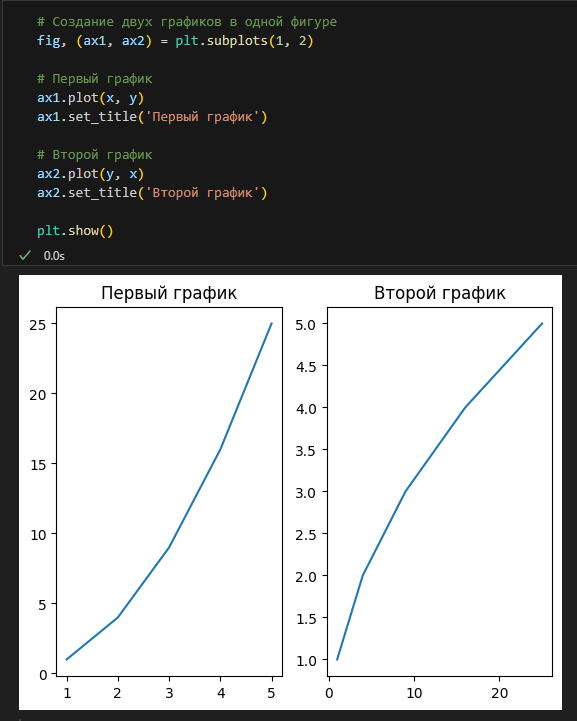 # Создание двух графиков в одной фигуре
fig, (ax1, ax2) = plt.subplots(1, 2)
# Первый график
ax1.plot(x, y)
ax1.set_title('Первый график')
# Второй график
ax2.plot(y, x)
ax2.set_title('Второй график')
plt.show()
0.0s
Первый график
25
20
15
10
5
0
1 2 3 4 5
Второй график
5.0
4.5
4.0
3.5
3.0
2.5
2.0
1.5
1.0
0 10 20